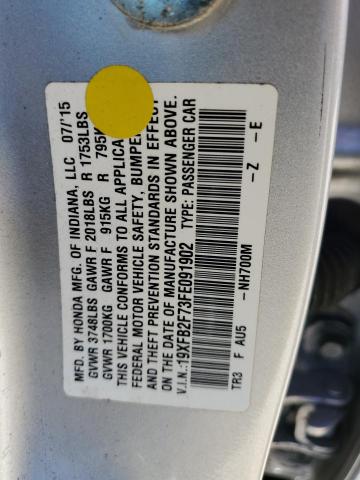 MFD. BY HONDA MFG. OF INDIANA, LLC 07/'15
GVWR 3748LBS GAWR F 2018LBS R 1753LBS
GVWR 1700KG GAWR F 915KG R 795K
THIS VEHICLE CONFORMS TO ALL APPLICA
FEDERAL MOTOR VEHICLE SAFETY, BUMPE
AND THEFT PREVENTION STANDARDS IN EFFECT
ON THE DATE OF MANUFACTURE SHOWN ABOVE.
V.I.N.:19XFB2F73FE091902 TYPE: PASSENGER CAR
TR3 F AU5 -NH700M -Z -E